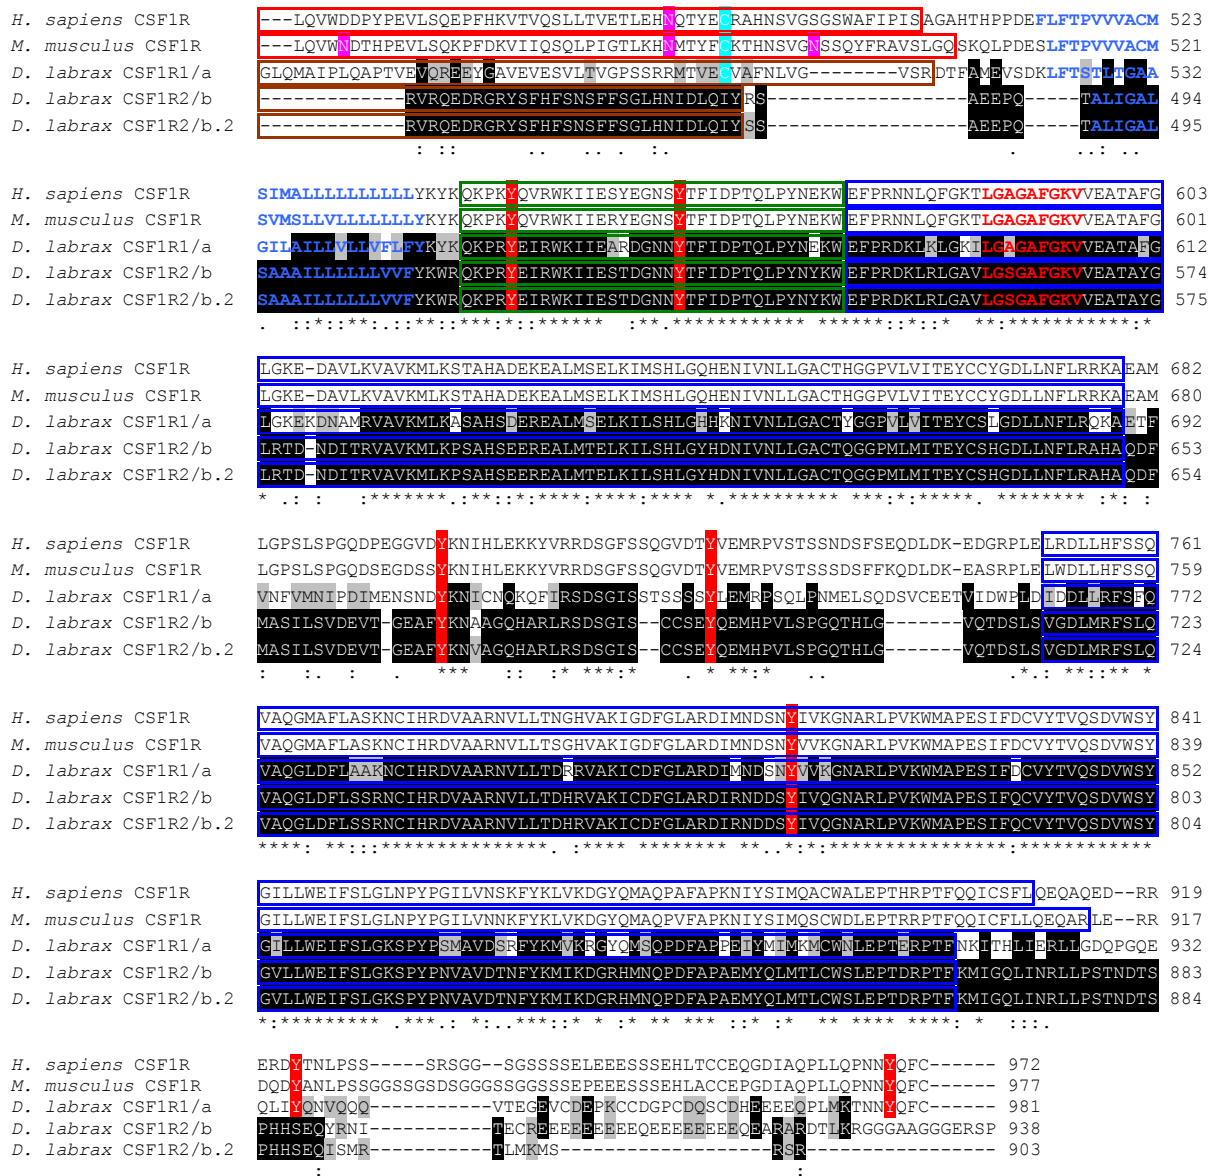 H. sapiens CSF1R ---LQVWDDPYPEVLSQEPFHKVTVQSLLTVETLEHNQTYECRAHNSVGSGSWAFIPISAGAHTHPPDEFLFTPVVVACM 523
M. musculus CSF1R ---LQVWNDTHPEVLSQKPFDKVIIQSQLPIGTLKHNMTYFCKTHNSVGNSSQYFRAVSLGQSKQLPDESLFTPVVVACM 521
D. labrax CSF1R1/a GLQMAIPLQAPTVEVQREEYGAVEVESVLTVGPSSRRMTVECVAFNLVG--------VSRDTFAMEVSDKLFTSTLTGAA 532
D. labrax CSF1R2/b -------------RVRQEDRGRYSFHFSNSFFSGLHNIDLQIYRS------------------AEEPQ-----TALIGAL 494
D. labrax CSF1R2/b.2 -------------RVRQEDRGRYSFHFSNSFFSGLHNIDLQIYSS------------------AEEPQ-----TALIGAL 495
: :: .. . :. . ..: ..
H. sapiens CSF1R SIMALLLLLLLLLLYKYKQKPKYQVRWKIIESYEGNSYTFIDPTQLPYNEKWEFPRNNLQFGKTLGAGAFGKVVEATAFG 603
M. musculus CSF1R SVMSLLVLLLLLLLYKYKQKPKYQVRWKIIERYEGNSYTFIDPTQLPYNEKWEFPRNNLQFGKTLGAGAFGKVVEATAFG 601
D. labrax CSF1R1/a GILAILLVLLVFLFYKYKQKPRYEIRWKIIEARDGNNYTFIDPTQLPYNEKWEFPRDKLKLGKILGAGAFGKVVEATAFG 612
D. labrax CSF1R2/b SAAAILLLLLLVVFYKWRQKPRYEIRWKIIESTDGNNYTFIDPTQLPYNYKWEFPRDKLRLGAVLGSGAFGKVVEATAYG 574
D. labrax CSF1R2/b.2 SAAAILLLLLLVVFYKWRQKPRYEIRWKIIESTDGNNYTFIDPTQLPYNYKWEFPRDKLRLGAVLGSGAFGKVVEATAYG 575
. ::*::*:.::**::***:*::****** :**.************ *******::*::* **:***********:*
H. sapiens CSF1R LGKE-DAVLKVAVKMLKSTAHADEKEALMSELKIMSHLGQHENIVNLLGACTHGGPVLVITEYCCYGDLLNFLRRKAEAM 682
M. musculus CSF1R LGKE-DAVLKVAVKMLKSTAHADEKEALMSELKIMSHLGQHENIVNLLGACTHGGPVLVITEYCCYGDLLNFLRRKAEAM 680
D. labrax CSF1R1/a LGKEKDNAMRVAVKMLKASAHSDEREALMSELKILSHLGHHKNIVNLLGACTYGGPVLVITEYCSLGDLLNFLRQKAETF 692
D. labrax CSF1R2/b LRTD-NDITRVAVKMLKPSAHSEEREALMTELKILSHLGYHDNIVNLLGACTQGGPMLMITEYCSHGDLLNFLRAHAQDF 653
D. labrax CSF1R2/b.2 LRTD-NDITRVAVKMLKPSAHSEEREALMTELKILSHLGYHDNIVNLLGACTQGGPMLMITEYCSHGDLLNFLRAHAQDF 654
* .: : :*******.:**::*:****:****:**** *.********** ***:*:*****. ******** :*: :
H. sapiens CSF1R LGPSLSPGQDPEGGVDYKNIHLEKKYVRRDSGFSSQGVDTYVEMRPVSTSSNDSFSEQDLDK-EDGRPLELRDLLHFSSQ 761
M. musculus CSF1R LGPSLSPGQDSEGDSSYKNIHLEKKYVRRDSGFSSQGVDTYVEMRPVSTSSSDSFFKQDLDK-EASRPLELWDLLHFSSQ 759
D. labrax CSF1R1/a VNFVMNIPDIMENSNDYKNICNQKQFIRSDSGISSTSSSSYLEMRPSQLPNMELSQDSVCEETVIDWPLDIDDLLRFSFQ 772
D. labrax CSF1R2/b MASILSVDEVT-GEAFYKNAAGQHARLRSDSGIS--CCSEYQEMHPVLSPGQTHLG-------VQTDSLSVGDLMRFSLQ 723
D. labrax CSF1R2/b.2 MASILSVDEVT-GEAFYKNVAGQHARLRSDSGIS--CCSEYQEMHPVLSPGQTHLG-------VQTDSLSVGDLMRFSLQ 724
: :. : . *** :: :* ****:* . * **:* .. .*.: **::** *
H. sapiens CSF1R VAQGMAFLASKNCIHRDVAARNVLLTNGHVAKIGDFGLARDIMNDSNYIVKGNARLPVKWMAPESIFDCVYTVQSDVWSY 841
M. musculus CSF1R VAQGMAFLASKNCIHRDVAARNVLLTSGHVAKIGDFGLARDIMNDSNYVVKGNARLPVKWMAPESIFDCVYTVQSDVWSY 839
D. labrax CSF1R1/a VAQGLDFLAAKNCIHRDVAARNVLLTDRRVAKICDFGLARDIMNDSNYVVKGNARLPVKWMAPESIFDCVYTVQSDVWSY 852
D. labrax CSF1R2/b VAQGLDFLSSRNCIHRDVAARNVLLTDHRVAKICDFGLARDIRNDDSYIVQGNARLPVKWMAPESIFQCVYTVQSDVWSY 803
D. labrax CSF1R2/b.2 VAQGLDFLSSRNCIHRDVAARNVLLTDHRVAKICDFGLARDIRNDDSYIVQGNARLPVKWMAPESIFQCVYTVQSDVWSY 804
****: **:::***************. :**** ******** **..*:*:****************:************
H. sapiens CSF1R GILLWEIFSLGLNPYPGILVNSKFYKLVKDGYQMAQPAFAPKNIYSIMQACWALEPTHRPTFQQICSFLQEQAQED--RR 919
M. musculus CSF1R GILLWEIFSLGLNPYPGILVNNKFYKLVKDGYQMAQPVFAPKNIYSIMQSCWDLEPTRRPTFQQICFLLQEQARLE--RR 917
D. labrax CSF1R1/a GILLWEIFSLGKSPYPSMAVDSRFYKMVKRGYQMSQPDFAPPEIYMIMKMCWNLEPTERPTFNKITHLIERLLGDQPGQE 932
D. labrax CSF1R2/b GVLLWEIFSLGKSPYPNVAVDTNFYKMIKDGRHMNQPDFAPAEMYQLMTLCWSLEPTDRPTFKMIGQLINRLLPSTNDTS 883
D. labrax CSF1R2/b.2 GVLLWEIFSLGKSPYPNVAVDTNFYKMIKDGRHMNQPDFAPAEMYQLMTLCWSLEPTDRPTFKMIGQLINRLLPSTNDTS 884
*:********* .***.: *:..***::* * :* ** *** ::* :* ** **** ****: * :::.
H. sapiens CSF1R ERDYTNLPSS-----SRSGG--SGSSSSELEEESSSEHLTCCEQGDIAQPLLQPNNYQFC------ 972
M. musculus CSF1R DQDYANLPSSGGSSGSDSGGGSSGGSSSEPEEESSSEHLACCEPGDIAQPLLQPNNYQFC------ 977
D. labrax CSF1R1/a QLIYQNVQQQ-----------VTEGEVCDEPKCCDGPCDQSCDHEEEEQPLMKTNNYQFC------ 981
D. labrax CSF1R2/b PHHSEQYRNI-----------TECREEEEEEEEQEEEEEEEQEARARDTLKRGGGAAGGGERSP 938
D. labrax CSF1R2/b.2 PHHSEQISMR-----------TLKMKS--------------RSR---------------- 903
: :